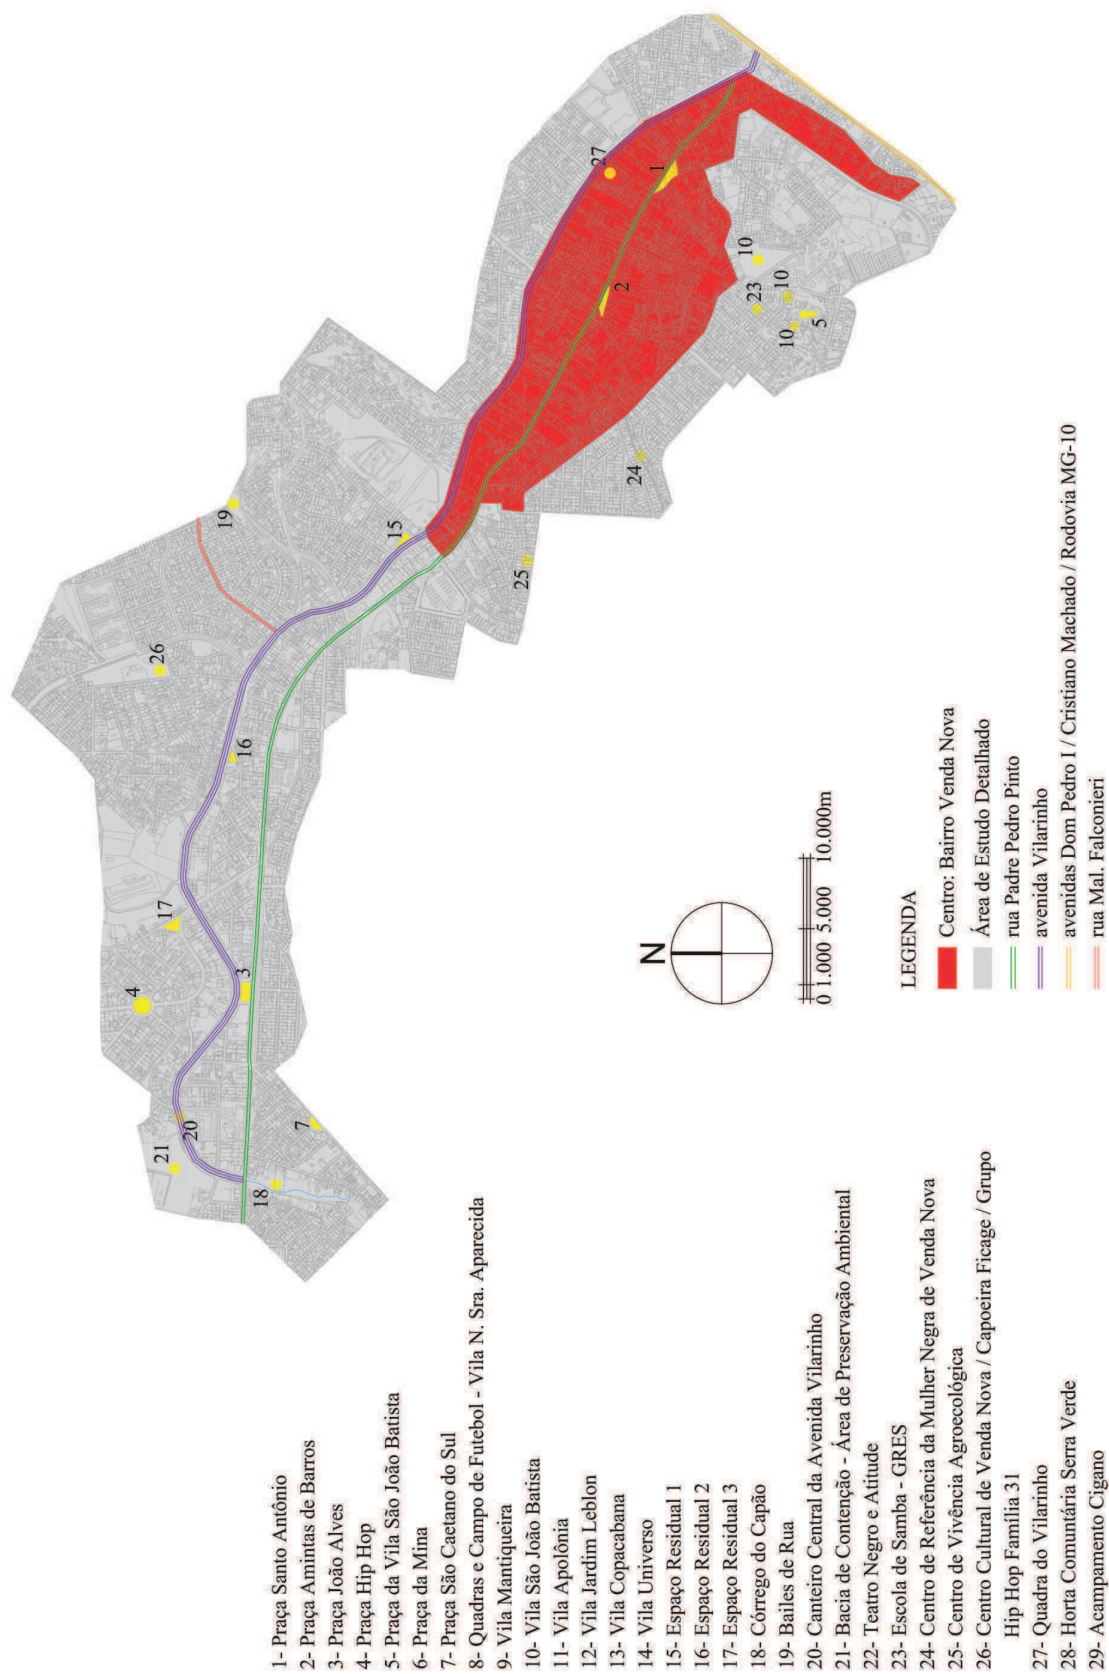 1- Praça Santo Antônio
2- Praça Amintas de Barros
3- Praça João Alves
4- Praça Hip Hop
5- Praça da Vila São João Batista
6- Praça da Mina
7- Praça São Caetano do Sul
8- Quadras e Campo de Futebol - Vila N. Sra. Aparecida
9- Vila Mantiqueira
10- Vila São João Batista
11- Vila Apolônia
12- Vila Jardim Leblon
13- Vila Copacabana
14- Vila Universo
15- Espaço Residual 1
16- Espaço Residual 2
17- Espaço Residual 3
18- Córrego do Capão
19- Bailes de Rua
20- Canteiro Central da Avenida Vilarinho
21- Bacia de Contenção - Área de Preservação Ambiental
22- Teatro Negro e Atitude
23- Escola de Samba - GRES
24- Centro de Referência da Mulher Negra de Venda Nova
25- Centro de Vivência Agroecológica
26- Centro Cultural de Venda Nova / Capoeira Ficage / Grupo
Hip Hop Família 31
27- Quadra do Vilarinho
28- Horta Comuntária Serra Verde
29- Acampamento Cigano
21
20
18
7
4
17
3
16
26
19
15
25
24
27
1
2
10
23
10
10
5
N
0 1.000 5.000 10.000m
LEGENDA
Centro: Bairro Venda Nova
Área de Estudo Detalhado
rua Padre Pedro Pinto
avenida Vilarinho
avenidas Dom Pedro I / Cristiano Machado / Rodovia MG-10
rua Mal. Falconieri